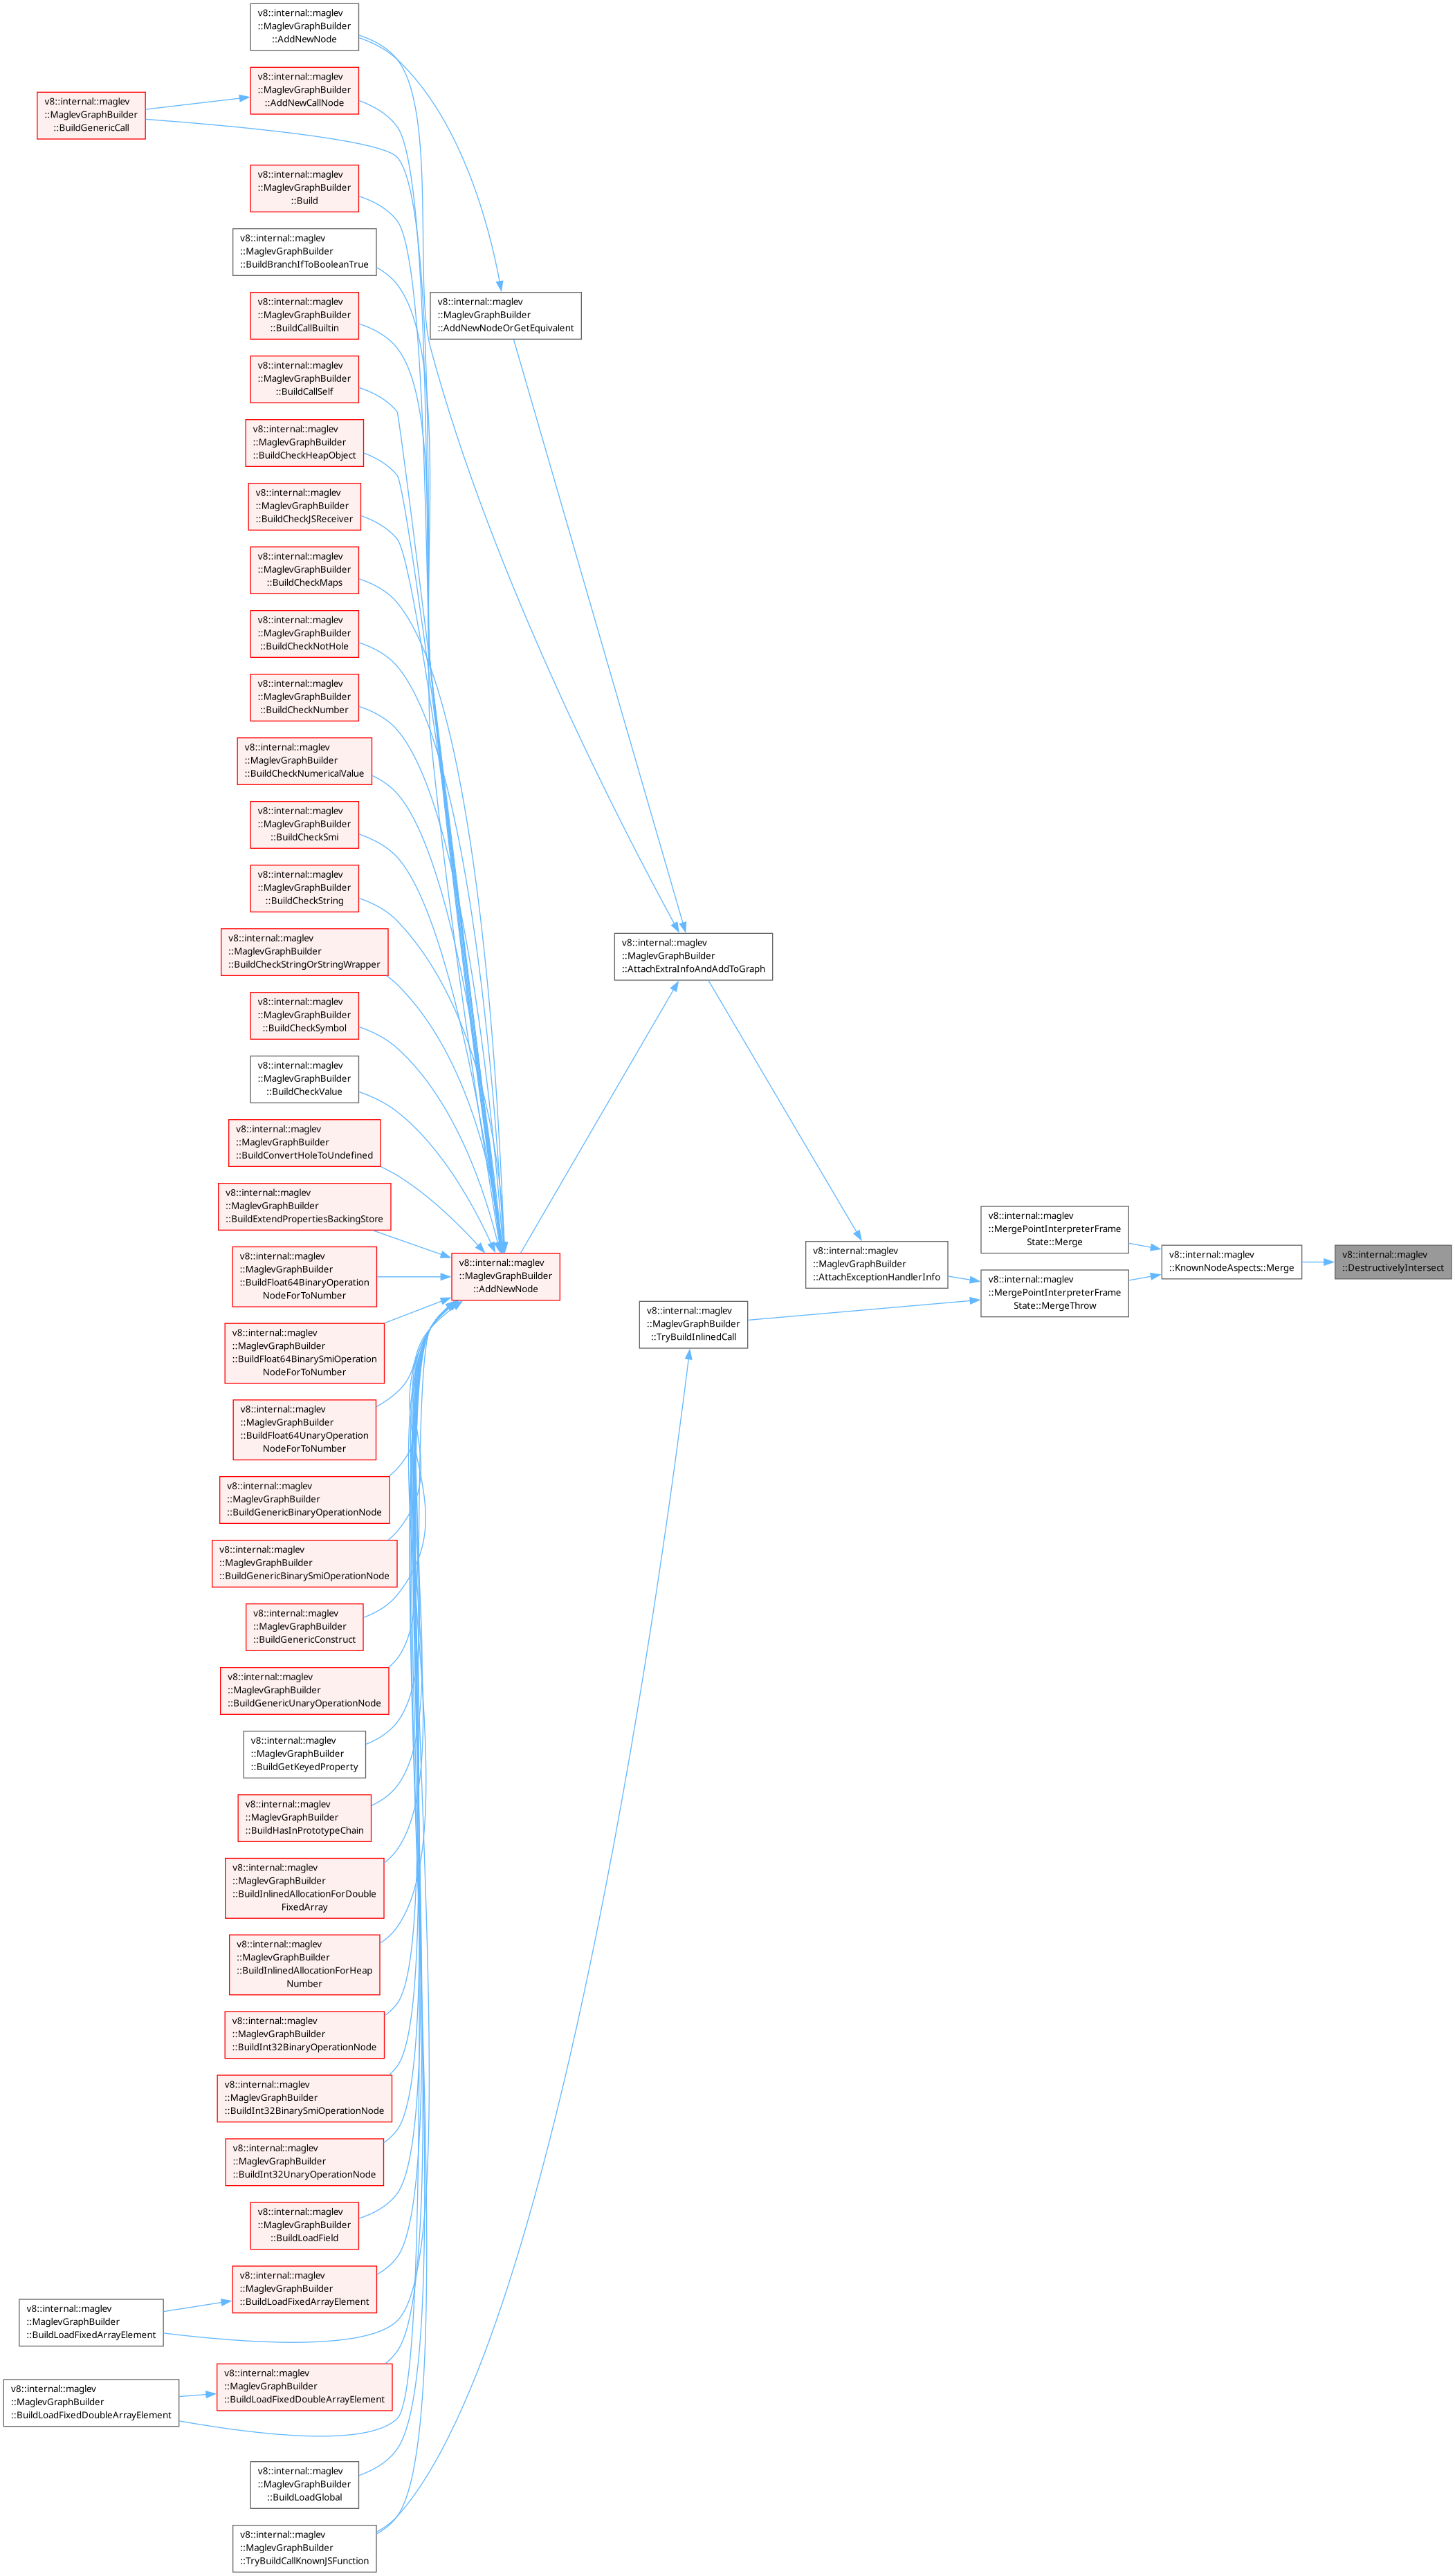 v8::internal::maglev
::MaglevGraphBuilder
::AddNewNode
v8::internal::maglev
::MaglevGraphBuilder
::AddNewCallNode
v8::internal::maglev
::MaglevGraphBuilder
::BuildGenericCall
v8::internal::maglev
::MaglevGraphBuilder
::Build
v8::internal::maglev
::MaglevGraphBuilder
::BuildBranchIfToBooleanTrue
v8::internal::maglev
::MaglevGraphBuilder
::BuildCallBuiltin
v8::internal::maglev
::MaglevGraphBuilder
::AddNewNodeOrGetEquivalent
v8::internal::maglev
::MaglevGraphBuilder
::BuildCallSelf
v8::internal::maglev
::MaglevGraphBuilder
::BuildCheckHeapObject
v8::internal::maglev
::MaglevGraphBuilder
::BuildCheckJSReceiver
v8::internal::maglev
::MaglevGraphBuilder
::BuildCheckMaps
v8::internal::maglev
::MaglevGraphBuilder
::BuildCheckNotHole
v8::internal::maglev
::MaglevGraphBuilder
::BuildCheckNumber
v8::internal::maglev
::MaglevGraphBuilder
::BuildCheckNumericalValue
v8::internal::maglev
::MaglevGraphBuilder
::BuildCheckSmi
v8::internal::maglev
::MaglevGraphBuilder
::BuildCheckString
v8::internal::maglev
::MaglevGraphBuilder
::BuildCheckStringOrStringWrapper
v8::internal::maglev
::MaglevGraphBuilder
::AttachExtraInfoAndAddToGraph
v8::internal::maglev
::MaglevGraphBuilder
::BuildCheckSymbol
v8::internal::maglev
::MaglevGraphBuilder
::BuildCheckValue
v8::internal::maglev
::MaglevGraphBuilder
::BuildConvertHoleToUndefined
v8::internal::maglev
::MaglevGraphBuilder
::BuildExtendPropertiesBackingStore
v8::internal::maglev
::MergePointInterpreterFrame
State::Merge
v8::internal::maglev
::MaglevGraphBuilder
::BuildFloat64BinaryOperation
NodeForToNumber
v8::internal::maglev
::MaglevGraphBuilder
::AddNewNode
v8::internal::maglev
::MaglevGraphBuilder
::AttachExceptionHandlerInfo
v8::internal::maglev
::KnownNodeAspects::Merge
v8::internal::maglev
::DestructivelyIntersect
v8::internal::maglev
::MergePointInterpreterFrame
State::MergeThrow
v8::internal::maglev
::MaglevGraphBuilder
::TryBuildInlinedCall
v8::internal::maglev
::MaglevGraphBuilder
::BuildFloat64BinarySmiOperation
NodeForToNumber
v8::internal::maglev
::MaglevGraphBuilder
::BuildFloat64UnaryOperation
NodeForToNumber
v8::internal::maglev
::MaglevGraphBuilder
::BuildGenericBinaryOperationNode
v8::internal::maglev
::MaglevGraphBuilder
::BuildGenericBinarySmiOperationNode
v8::internal::maglev
::MaglevGraphBuilder
::BuildGenericConstruct
v8::internal::maglev
::MaglevGraphBuilder
::BuildGenericUnaryOperationNode
v8::internal::maglev
::MaglevGraphBuilder
::BuildGetKeyedProperty
v8::internal::maglev
::MaglevGraphBuilder
::BuildHasInPrototypeChain
v8::internal::maglev
::MaglevGraphBuilder
::BuildInlinedAllocationForDouble
FixedArray
v8::internal::maglev
::MaglevGraphBuilder
::BuildInlinedAllocationForHeap
Number
v8::internal::maglev
::MaglevGraphBuilder
::BuildInt32BinaryOperationNode
v8::internal::maglev
::MaglevGraphBuilder
::BuildInt32BinarySmiOperationNode
v8::internal::maglev
::MaglevGraphBuilder
::BuildInt32UnaryOperationNode
v8::internal::maglev
::MaglevGraphBuilder
::BuildLoadField
v8::internal::maglev
::MaglevGraphBuilder
::BuildLoadFixedArrayElement
v8::internal::maglev
::MaglevGraphBuilder
::BuildLoadFixedArrayElement
v8::internal::maglev
::MaglevGraphBuilder
::BuildLoadFixedDoubleArrayElement
v8::internal::maglev
::MaglevGraphBuilder
::BuildLoadFixedDoubleArrayElement
v8::internal::maglev
::MaglevGraphBuilder
::BuildLoadGlobal
v8::internal::maglev
::MaglevGraphBuilder
::TryBuildCallKnownJSFunction